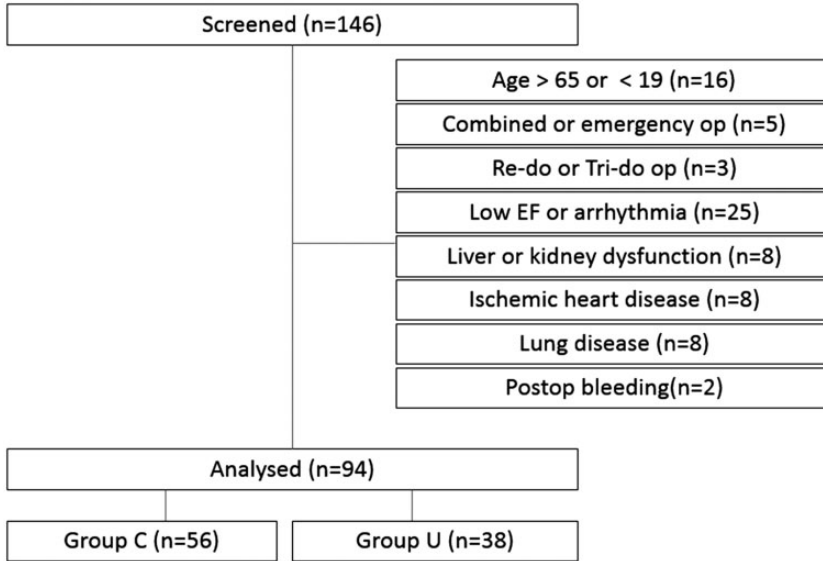 Screened (n=146)
Age > 65 or < 19 (n=16)
Combined or emergency op (n=5)
Re-do or Tri-do op (n=3)
Low EF or arrhythmia (n=25)
Liver or kidney dysfunction (n=8)
Ischemic heart disease (n=8)
Lung disease (n=8)
Postop bleeding(n=2)
Analysed (n=94)
Group C (n=56)
Group U (n=38)